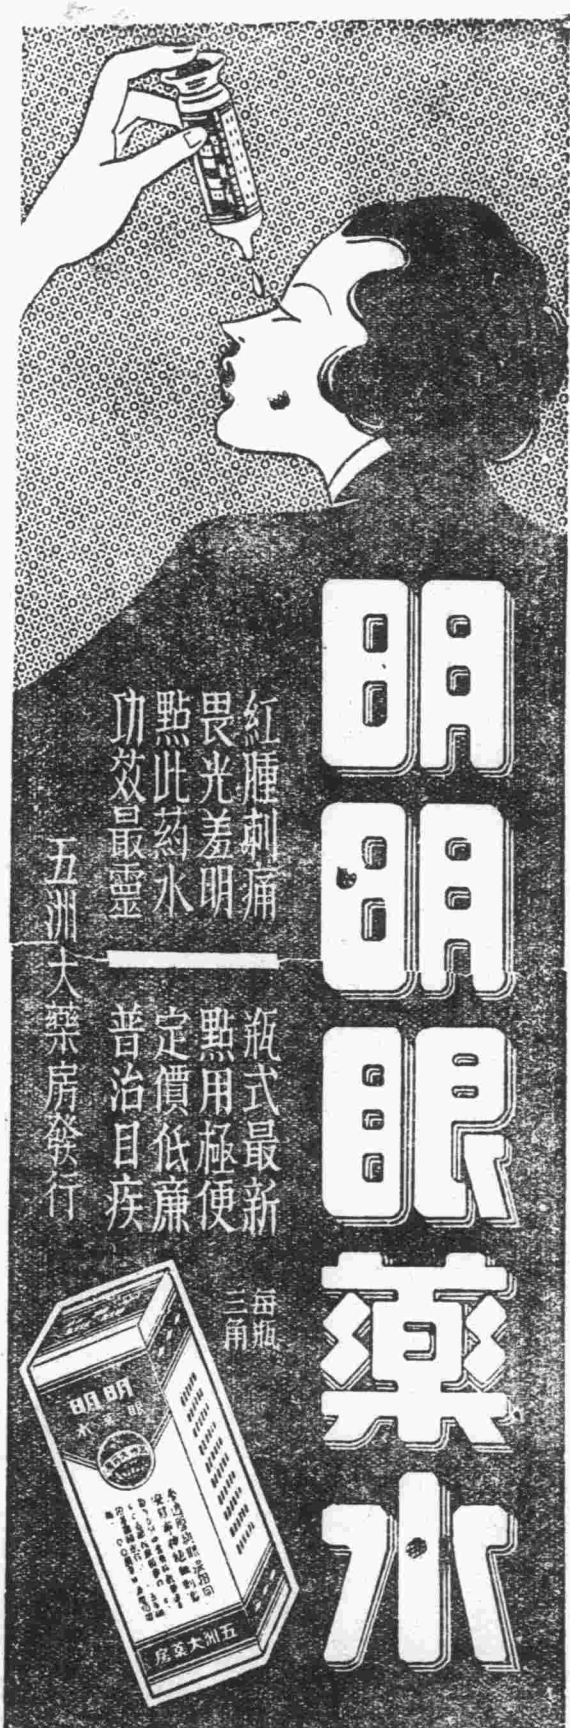 明明眼藥水
紅腫刺痛
畏光羞明
點此葯水
功效最靈
瓶式最新
點用極便
定價低廉
普治目疾
五洲大藥房發行
每瓶
三角
明明
眼藥水
五洲大藥房